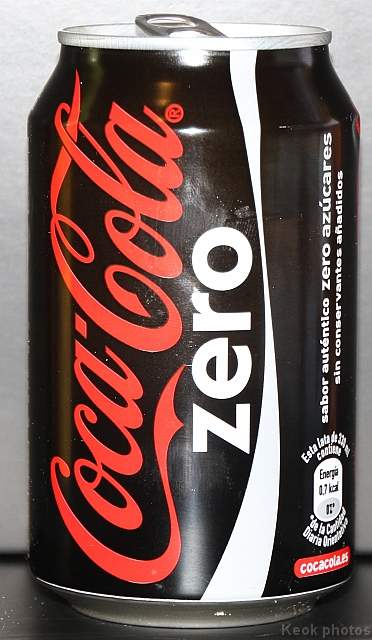 Coca-Cola®
zero
sabor auténtico zero azúcares
sin conservantes añadidos
Esta lata de 330 ml
contiene
Energía
0,7 kcal
de la Cantidad
Diaria Orientativa
cocacola.es
Keok photos